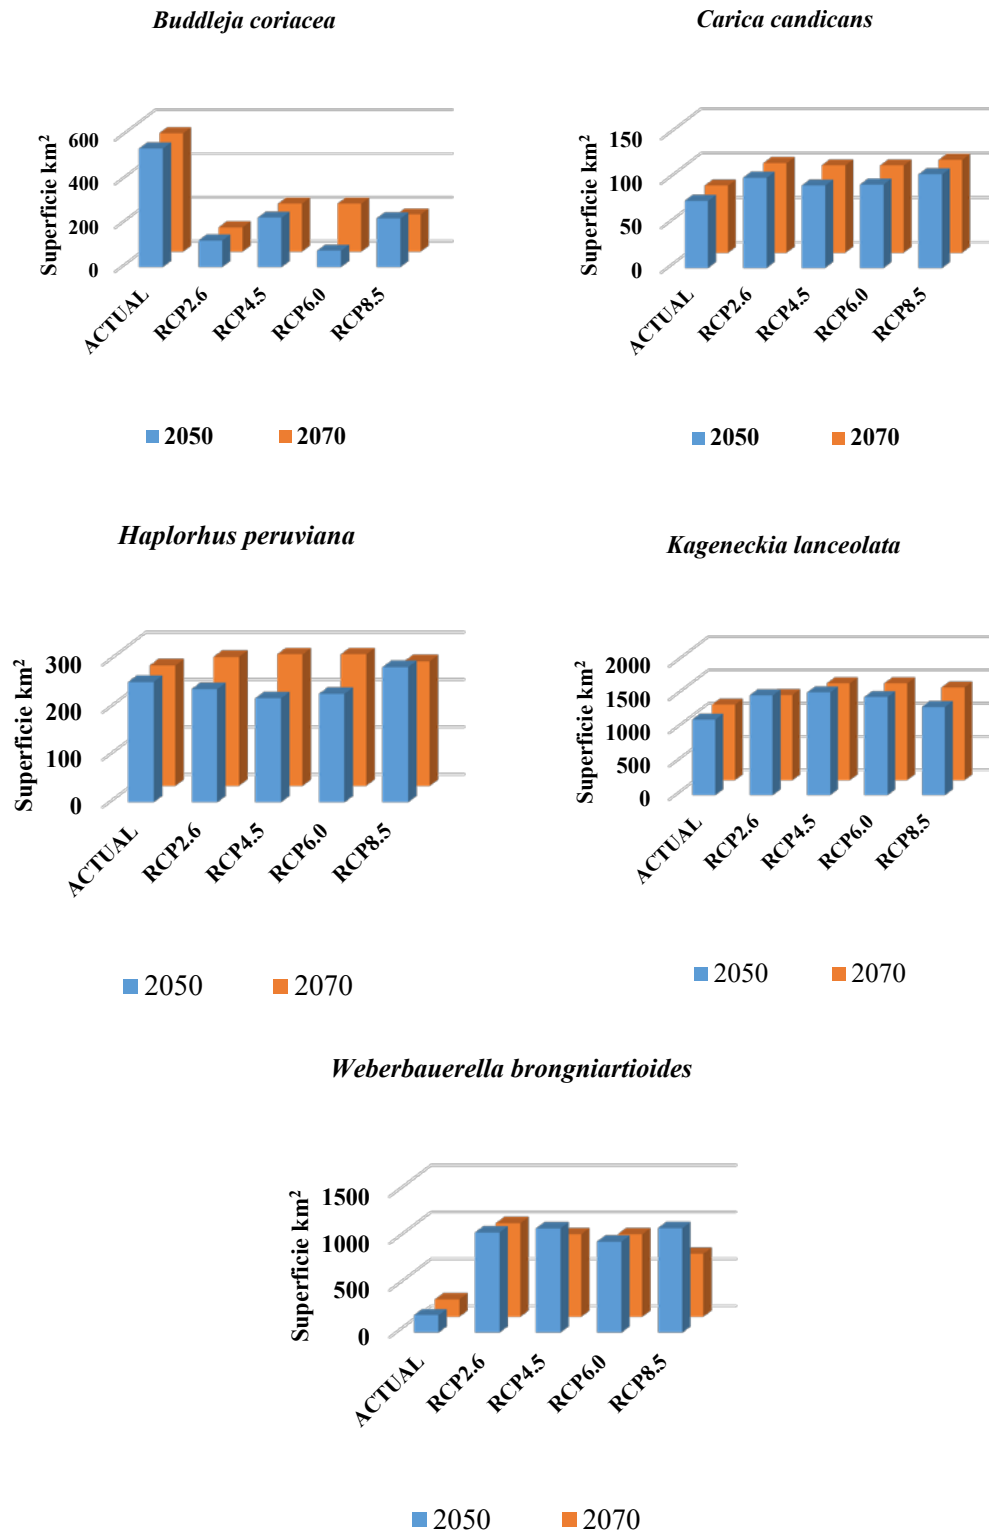 Buddleja coriacea
Superficie km²
600
400
200
0
ACTUAL
RCP2.6
RCP4.5
RCP6.0
RCP8.5
2050 2070
Carica candicans
Superficie km²
150
100
50
0
ACTUAL
RCP2.6
RCP4.5
RCP6.0
RCP8.5
2050 2070
Haplorhus peruviana
Superficie km²
300
200
100
0
ACTUAL
RCP2.6
RCP4.5
RCP6.0
RCP8.5
2050 2070
Kageneckia lanceolata
Superficie km²
2000
1500
1000
500
0
ACTUAL
RCP2.6
RCP4.5
RCP6.0
RCP8.5
2050 2070
Weberbauerella brongniartioides
Superficie km²
1500
1000
500
0
ACTUAL
RCP2.6
RCP4.5
RCP6.0
RCP8.5
2050 2070